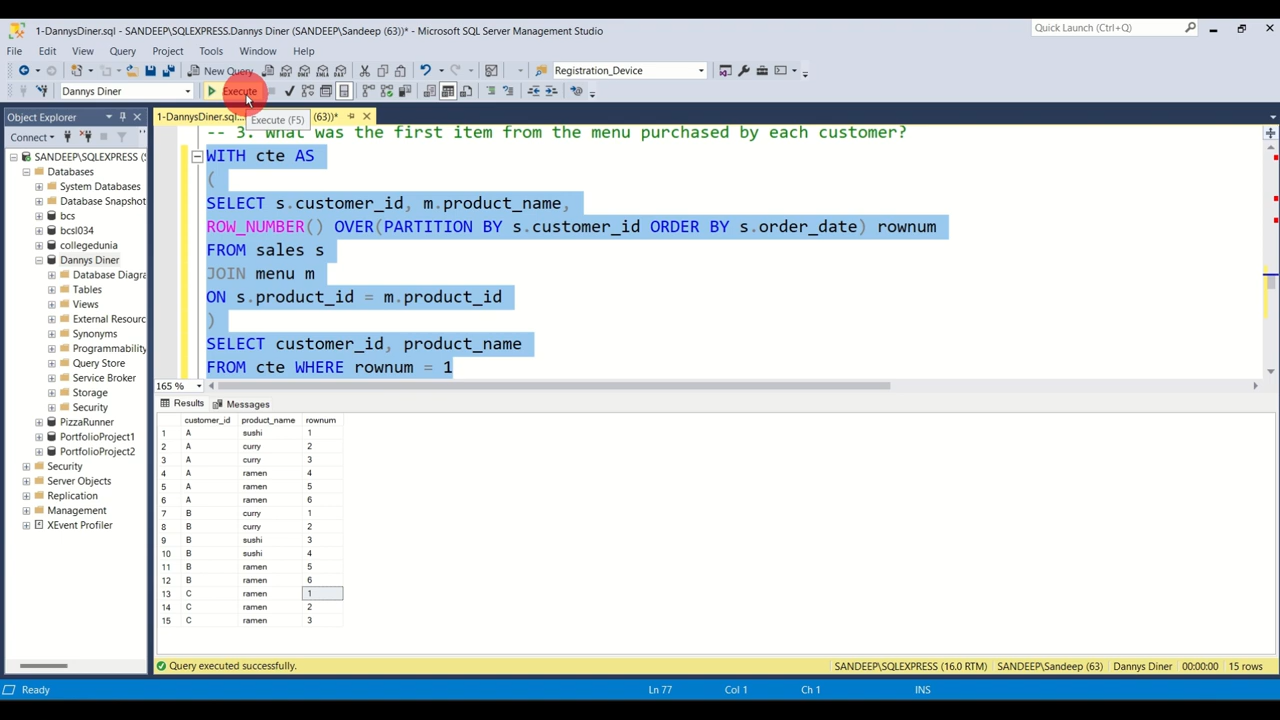 1-DannysDiner.sql - SANDEEP\SQLEXPRESS.Dannys Diner (SANDEEP\Sandeep (63))* - Microsoft SQL Server Management Studio
Quick Launch (Ctrl+Q)
File Edit View Query Project Tools Window Help
New Query
Registration_Device
Dannys Diner
Execute
Execute (F5)
Object Explorer
1-DannysDiner.sql... (63))*
Connect
SANDEEP\SQLEXPRESS (
Databases
System Databases
Database Snapshot
bcs
bcsl034
collegedunia
Dannys Diner
Database Diagra
Tables
Views
External Resourc
Synonyms
Programmability
Query Store
Service Broker
Storage
Security
PizzaRunner
PortfolioProject1
PortfolioProject2
Security
Server Objects
Replication
Management
XEvent Profiler
-- 3. What was the first item from the menu purchased by each customer?
WITH cte AS
(
SELECT s.customer_id, m.product_name,
ROW_NUMBER() OVER(PARTITION BY s.customer_id ORDER BY s.order_date) rownum
FROM sales s
JOIN menu m
ON s.product_id = m.product_id
)
SELECT customer_id, product_name
FROM cte WHERE rownum = 1
165 %
Results Messages
customer_id product_name rownum
1 A sushi 1
2 A curry 2
3 A curry 3
4 A ramen 4
5 A ramen 5
6 A ramen 6
7 B curry 1
8 B curry 2
9 B sushi 3
10 B sushi 4
11 B ramen 5
12 B ramen 6
13 C ramen 1
14 C ramen 2
15 C ramen 3
Query executed successfully.
SANDEEP\SQLEXPRESS (16.0 RTM) SANDEEP\Sandeep (63) Dannys Diner 00:00:00 15 rows
Ready Ln 77 Col 1 Ch 1 INS